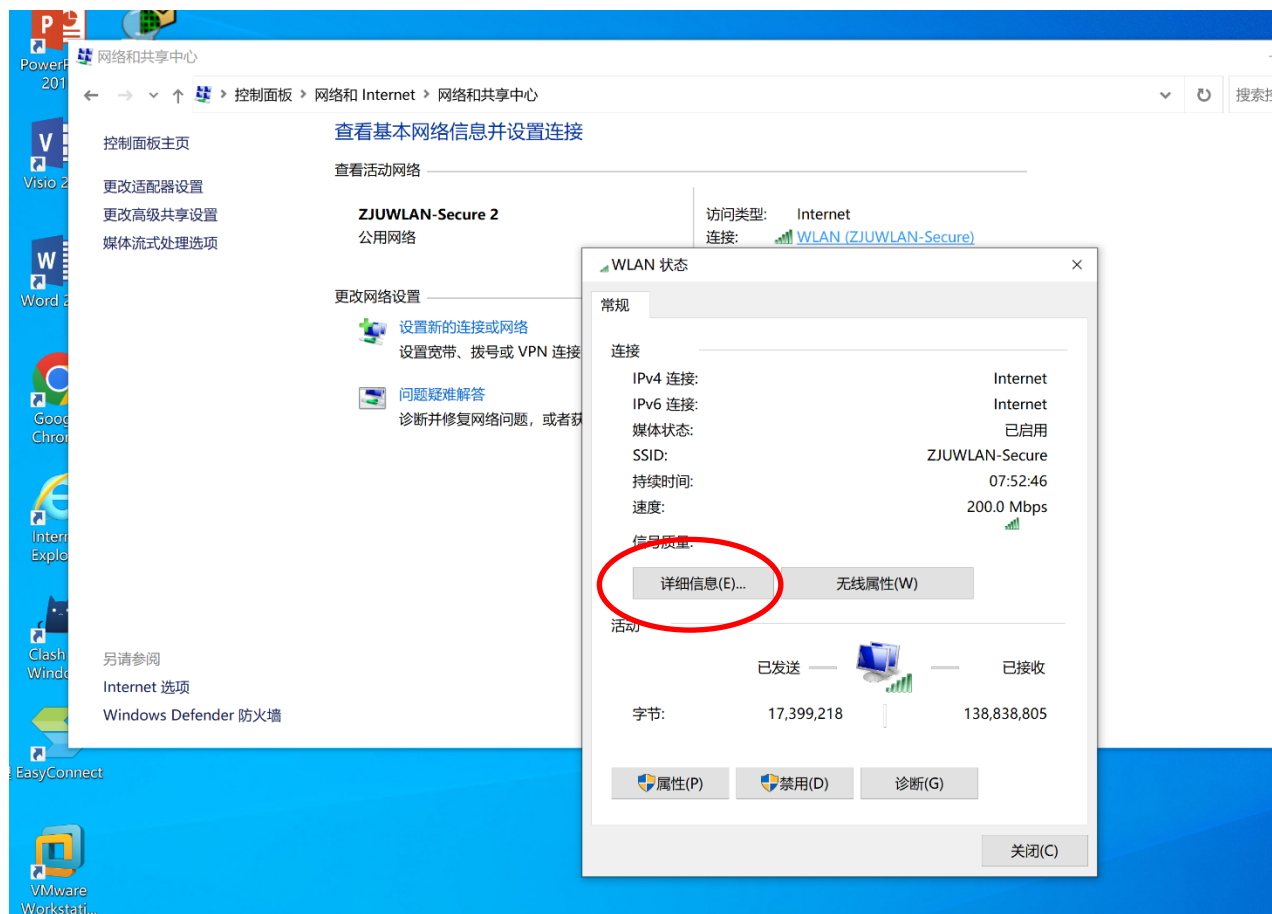 PowerP
201
网络和共享中心
控制面板 > 网络和 Internet > 网络和共享中心
搜索控
控制面板主页
查看基本网络信息并设置连接
查看活动网络
Visio 2
更改适配器设置
更改高级共享设置
媒体流式处理选项
ZJUWLAN-Secure 2
公用网络
访问类型: Internet
连接: WLAN (ZJUWLAN-Secure)
WLAN 状态
Word 2
更改网络设置
常规
设置新的连接或网络
设置宽带、拨号或 VPN 连接
连接
IPv4 连接: Internet
问题疑难解答
IPv6 连接: Internet
诊断并修复网络问题，或者获
Goog
Chro
媒体状态: 已启用
SSID: ZJUWLAN-Secure
持续时间: 07:52:46
速度: 200.0 Mbps
Intern
Explo
信号质量:
详细信息(E)... 无线属性(W)
活动
Clash
Windo
另请参阅
Internet 选项
Windows Defender 防火墙
已发送 已接收
字节: 17,399,218 138,838,805
EasyConnect
属性(P) 禁用(D) 诊断(G)
关闭(C)
VMware
Workstati...